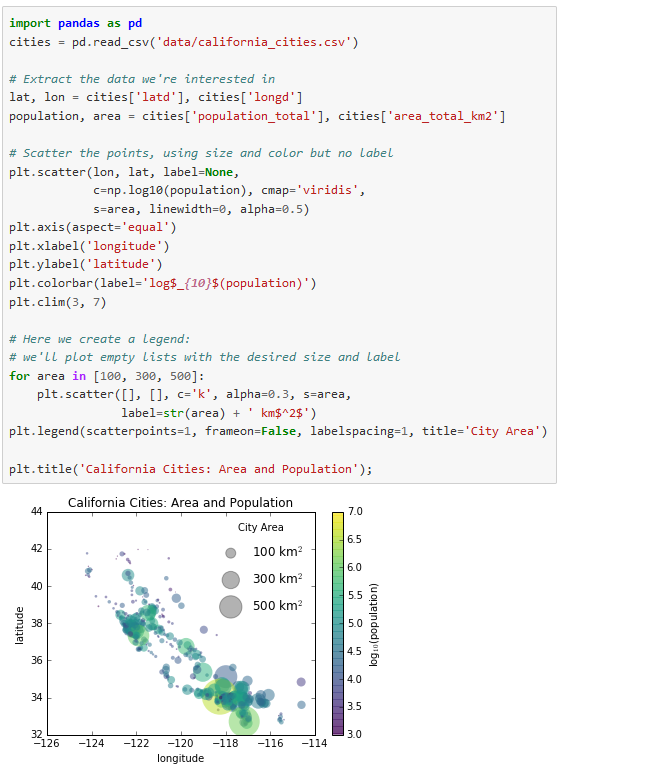 import pandas as pd
cities = pd.read_csv('data/california_cities.csv')
# Extract the data we're interested in
lat, lon = cities['latd'], cities['longd']
population, area = cities['population_total'], cities['area_total_km2']
# Scatter the points, using size and color but no label
plt.scatter(lon, lat, label=None,
            c=np.log10(population), cmap='viridis',
            s=area, linewidth=0, alpha=0.5)
plt.axis(aspect='equal')
plt.xlabel('longitude')
plt.ylabel('latitude')
plt.colorbar(label='log$_{10}$(population)')
plt.clim(3, 7)
# Here we create a legend:
# we'll plot empty lists with the desired size and label
for area in [100, 300, 500]:
    plt.scatter([], [], c='k', alpha=0.3, s=area,
                label=str(area) + ' km$^2$')
plt.legend(scatterpoints=1, frameon=False, labelspacing=1, title='City Area')
plt.title('California Cities: Area and Population');
California Cities: Area and Population
City Area
100 km²
300 km²
500 km²
latitude
44
42
40
38
36
34
32
−126 −124 −122 −120 −118 −116 −114
longitude
7.0
6.5
6.0
5.5
5.0
4.5
4.0
3.5
3.0
log₁₀(population)